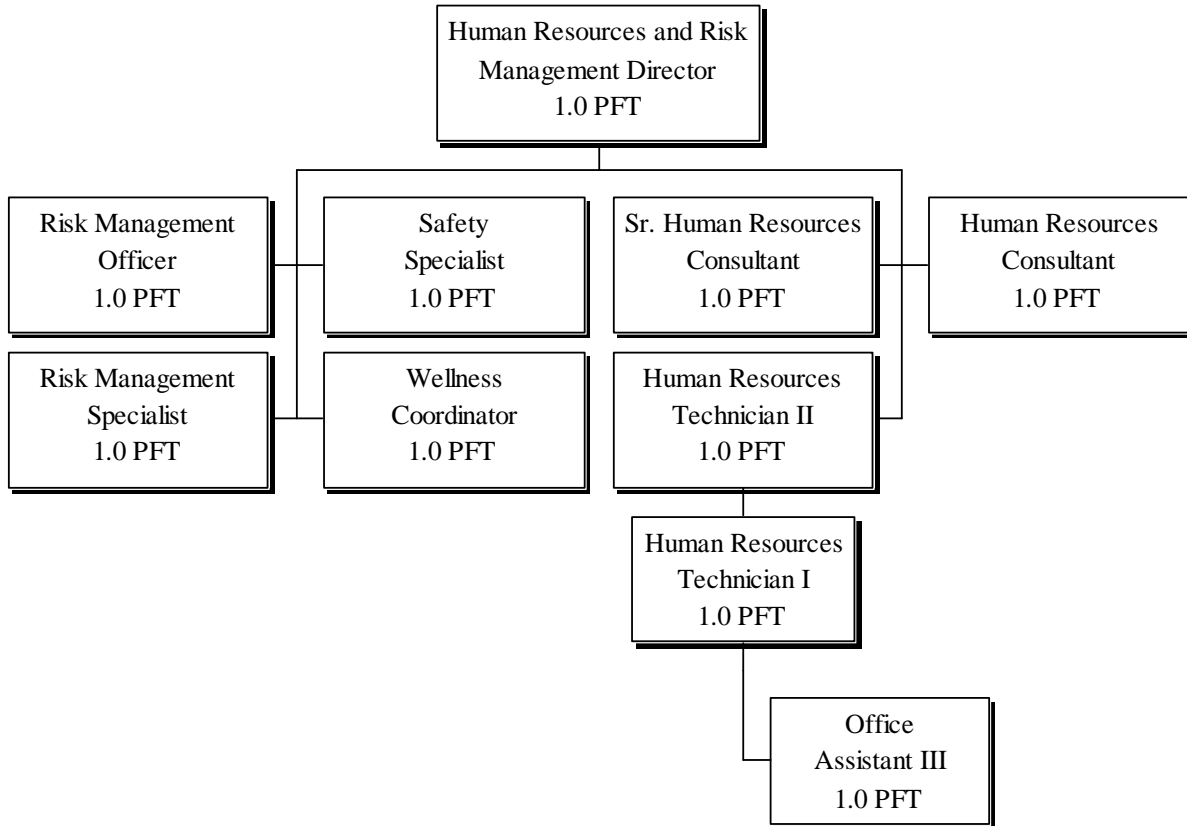 Human Resources and Risk
Management Director
1.0 PFT
Risk Management
Officer
1.0 PFT
Safety
Specialist
1.0 PFT
Sr. Human Resources
Consultant
1.0 PFT
Human Resources
Consultant
1.0 PFT
Risk Management
Specialist
1.0 PFT
Wellness
Coordinator
1.0 PFT
Human Resources
Technician II
1.0 PFT
Human Resources
Technician I
1.0 PFT
Office
Assistant III
1.0 PFT